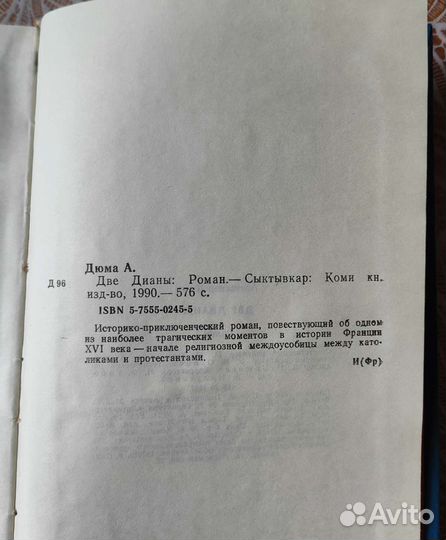 Дюма А.
Д 96
Две Дианы: Роман.— Сыктывкар: Коми кн.
изд-во, 1990.— 576 с.
ISBN 5-7555-0245-5
Историко-приключенческий роман, повествующий об одном
из наиболее трагических моментов в истории Франции
XVI века — начале религиозной междоусобицы между като-
ликами и протестантами.
И(Фр)
Avito